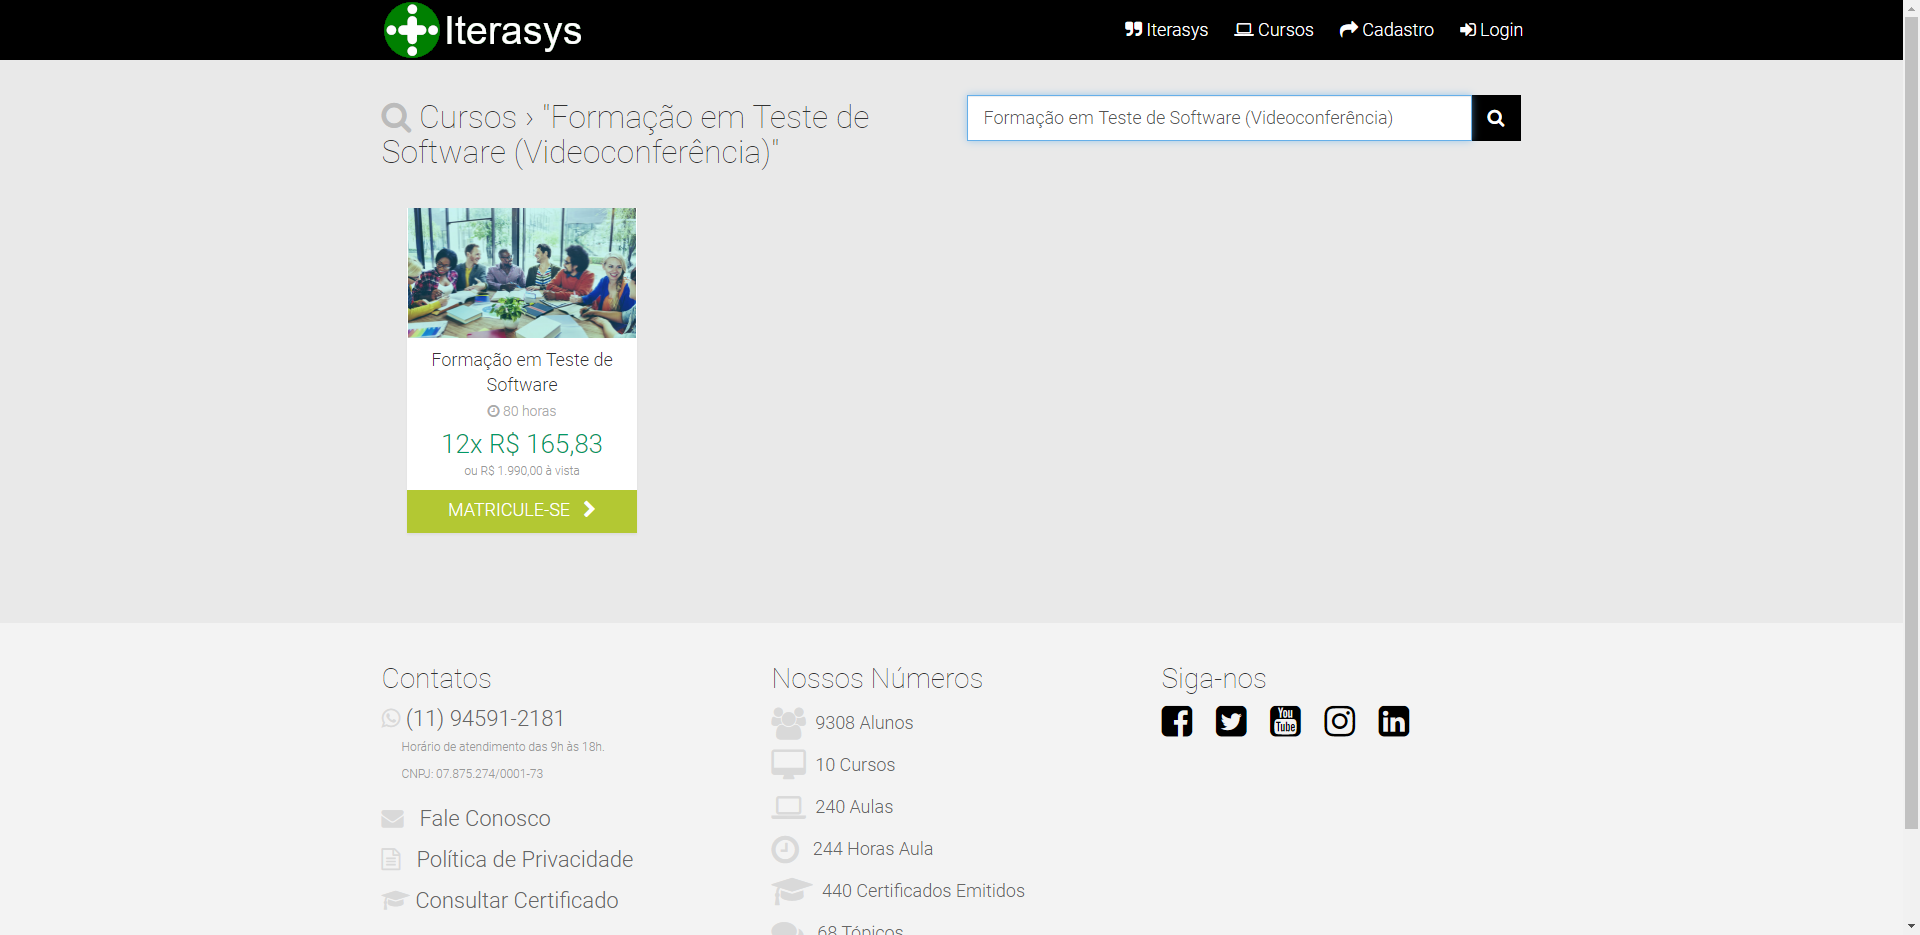 Iterasys
Iterasys
Cursos
Cadastro
Login
Cursos › "Formação em Teste de
Software (Videoconferência)"
Formação em Teste de Software (Videoconferência)
Formação em Teste de
Software
80 horas
12x R$ 165,83
ou R$ 1.990,00 à vista
MATRICULE-SE
Contatos
(11) 94591-2181
Horário de atendimento das 9h às 18h.
CNPJ: 07.875.274/0001-73
Fale Conosco
Política de Privacidade
Consultar Certificado
Nossos Números
9308 Alunos
10 Cursos
240 Aulas
244 Horas Aula
440 Certificados Emitidos
68 Tópicos
Siga-nos
You
Tube